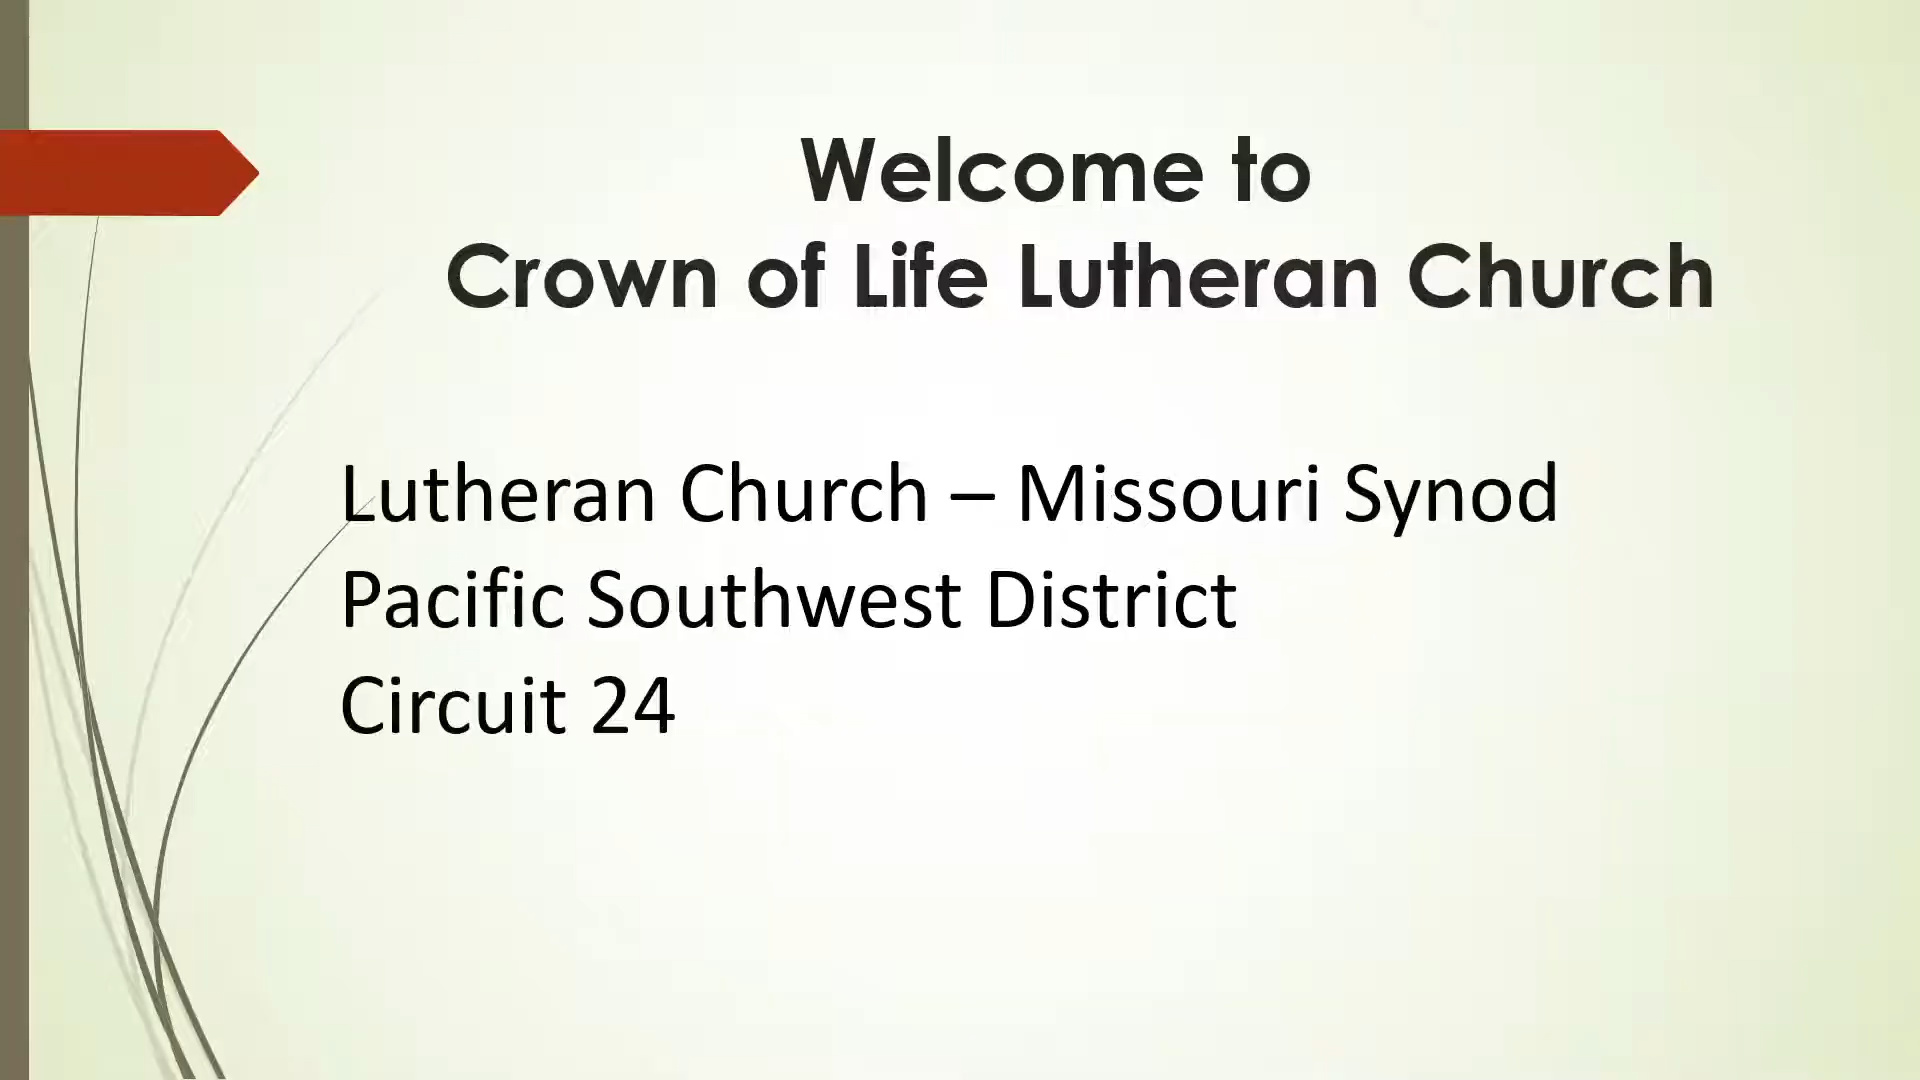 Welcome to
Crown of Life Lutheran Church
Lutheran Church – Missouri Synod
Pacific Southwest District
Circuit 24